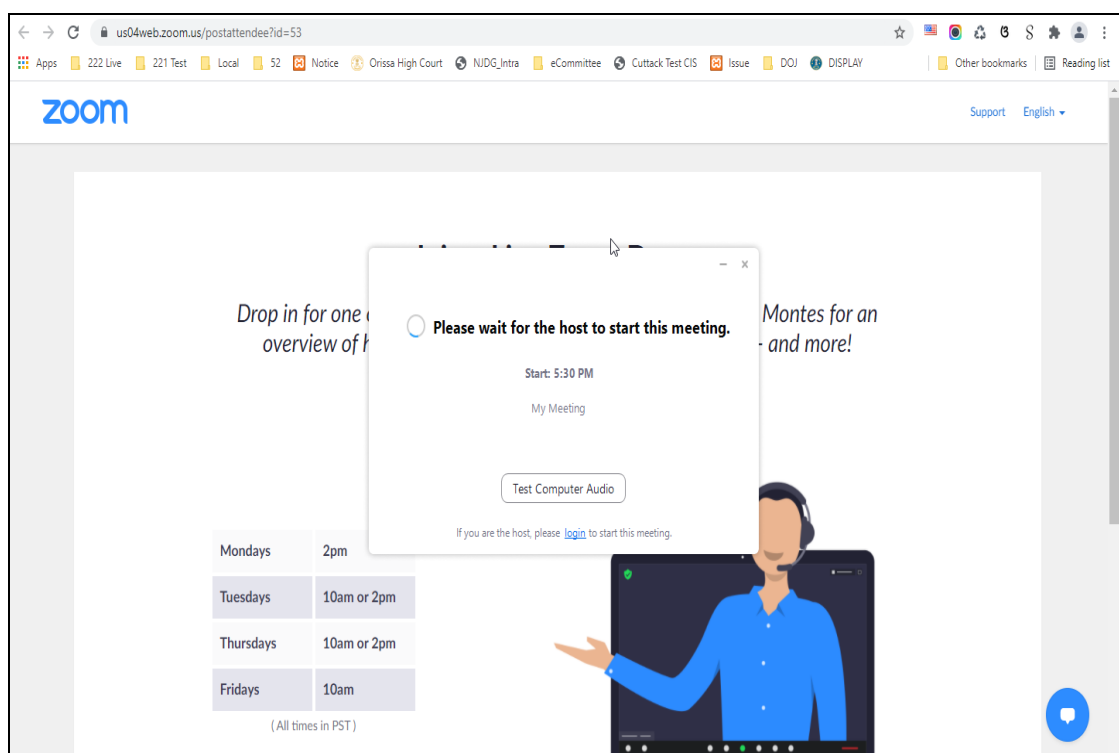 us04web.zoom.us/postattendee?id=53
Apps 222 Live 221 Test Local 52 Notice Orissa High Court NJDG_Intra eCommittee Cuttack Test CIS Issue DOJ DISPLAY Other bookmarks Reading list
zoom Support English
Drop in for one Montes for an
overview of and more!
Please wait for the host to start this meeting.
Start: 5:30 PM
My Meeting
Test Computer Audio
If you are the host, please login to start this meeting.
Mondays 2pm
Tuesdays 10am or 2pm
Thursdays 10am or 2pm
Fridays 10am
( All times in PST )